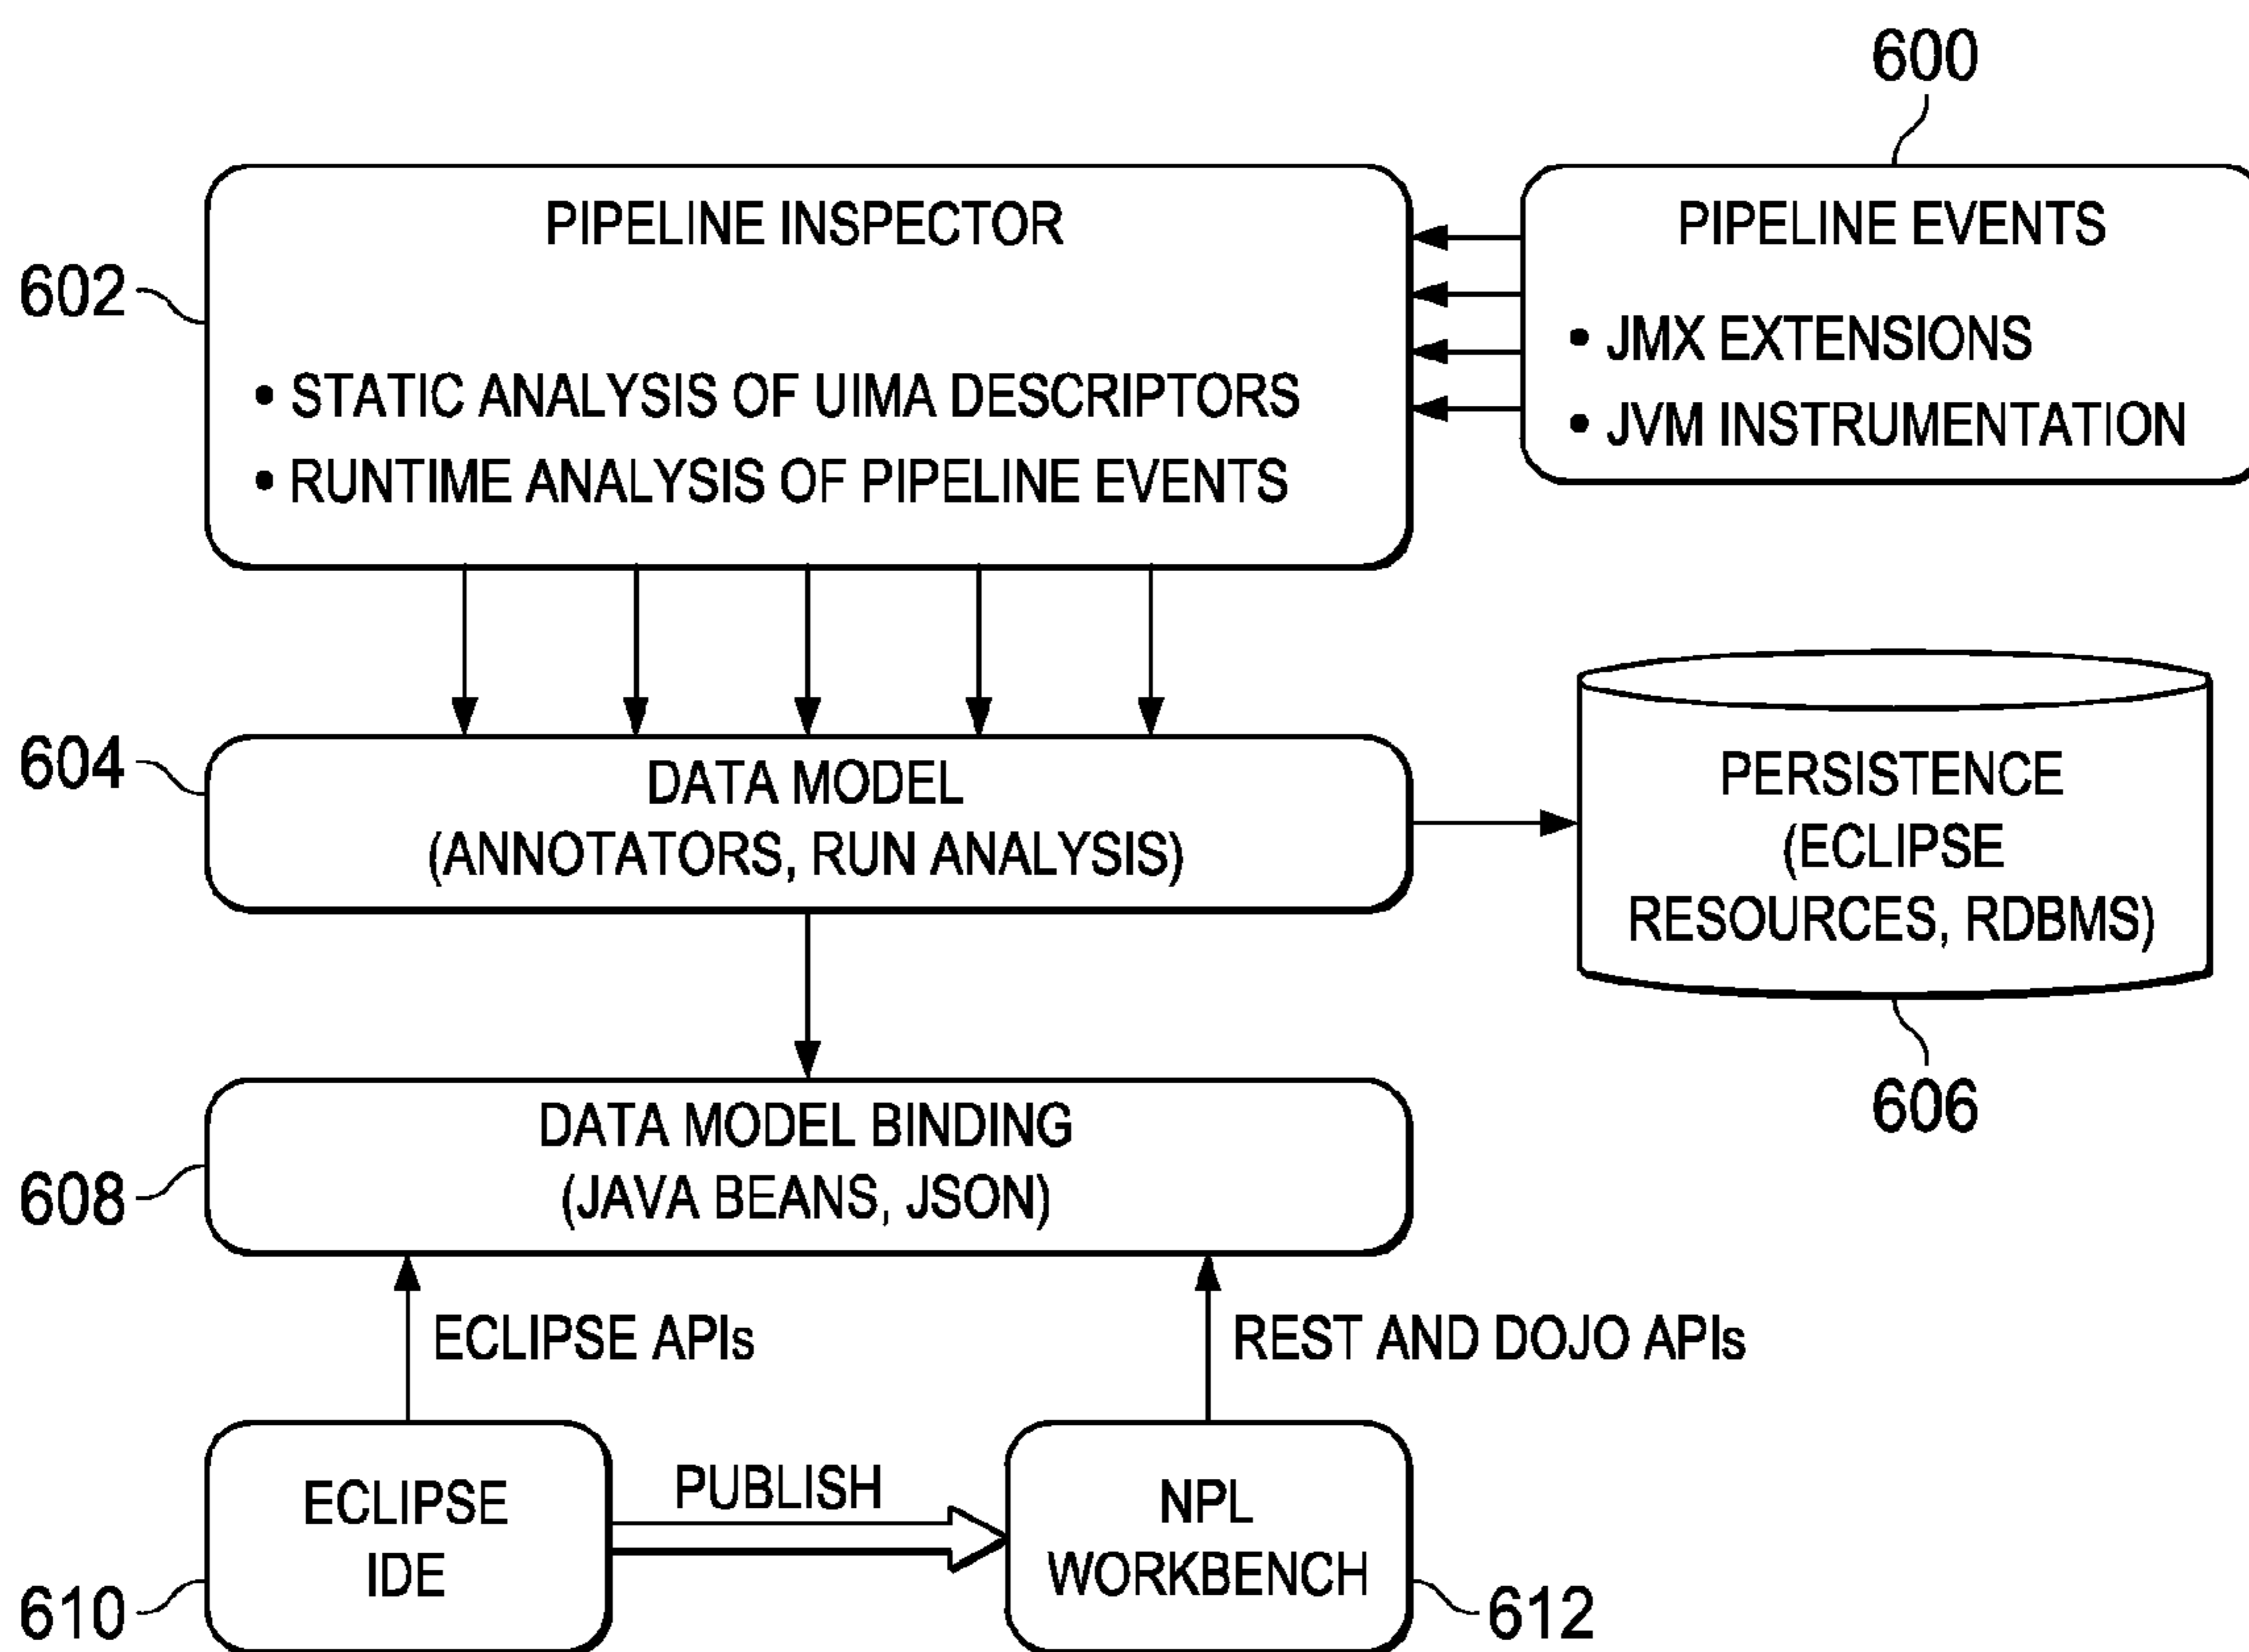 600
PIPELINE INSPECTOR
• STATIC ANALYSIS OF UIMA DESCRIPTORS
• RUNTIME ANALYSIS OF PIPELINE EVENTS
602
PIPELINE EVENTS
• JMX EXTENSIONS
• JVM INSTRUMENTATION
604
DATA MODEL
(ANNOTATORS, RUN ANALYSIS)
PERSISTENCE
(ECLIPSE
RESOURCES, RDBMS)
606
608
DATA MODEL BINDING
(JAVA BEANS, JSON)
ECLIPSE APIs
REST AND DOJO APIs
ECLIPSE
IDE
610
PUBLISH
NPL
WORKBENCH
612